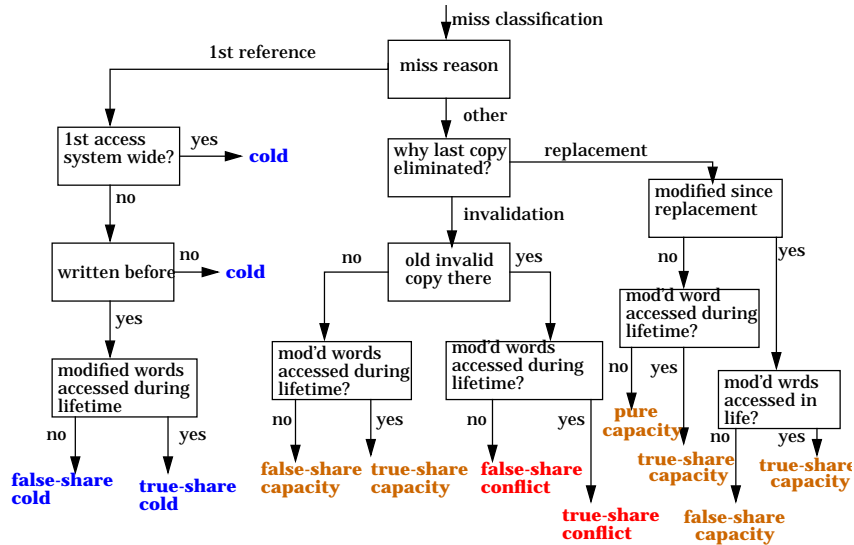 miss classification
1st reference
miss reason
other
1st access
system wide?
yes
cold
why last copy
eliminated?
replacement
modified since
replacement
no
invalidation
written before
no
cold
no
old invalid
copy there
yes
no
yes
yes
mod'd word
accessed during
lifetime?
modified words
accessed during
lifetime
mod'd words
accessed during
lifetime?
mod'd words
accessed during
lifetime?
no
yes
mod'd wrds
accessed in
life?
no
yes
no
yes
no
yes
pure
capacity
no
yes
false-share
cold
true-share
cold
false-share
capacity
true-share
capacity
false-share
conflict
true-share
capacity
true-share
capacity
true-share
conflict
false-share
capacity